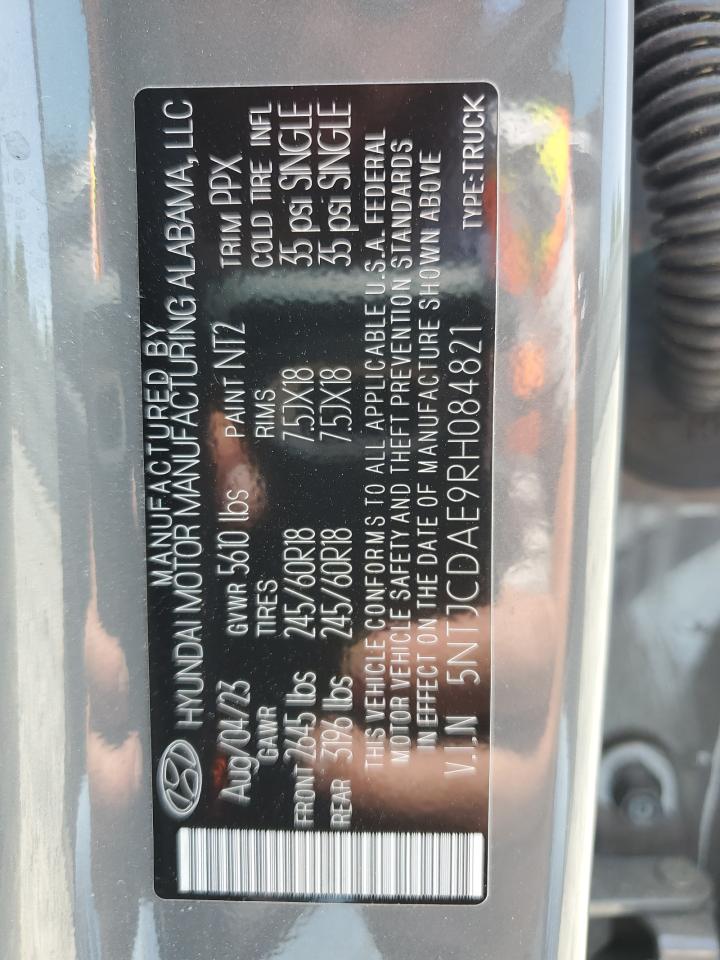 MANUFACTURED BY
HYUNDAI MOTOR MANUFACTURING ALABAMA, LLC
Aug/04/23 GVWR 5610 lbs PAINT NT2 TRIM PPX
GAWR TIRES RIMS COLD TIRE INFL
FRONT 2645 lbs 245/60R18 7.5JX18 35 psi SINGLE
REAR 3196 lbs 245/60R18 7.5JX18 35 psi SINGLE
THIS VEHICLE CONFORMS TO ALL APPLICABLE U.S.A. FEDERAL
MOTOR VEHICLE SAFETY AND THEFT PREVENTION STANDARDS
IN EFFECT ON THE DATE OF MANUFACTURE SHOWN ABOVE
V.I.N 5NTJCDAE9RH084821 TYPE:TRUCK